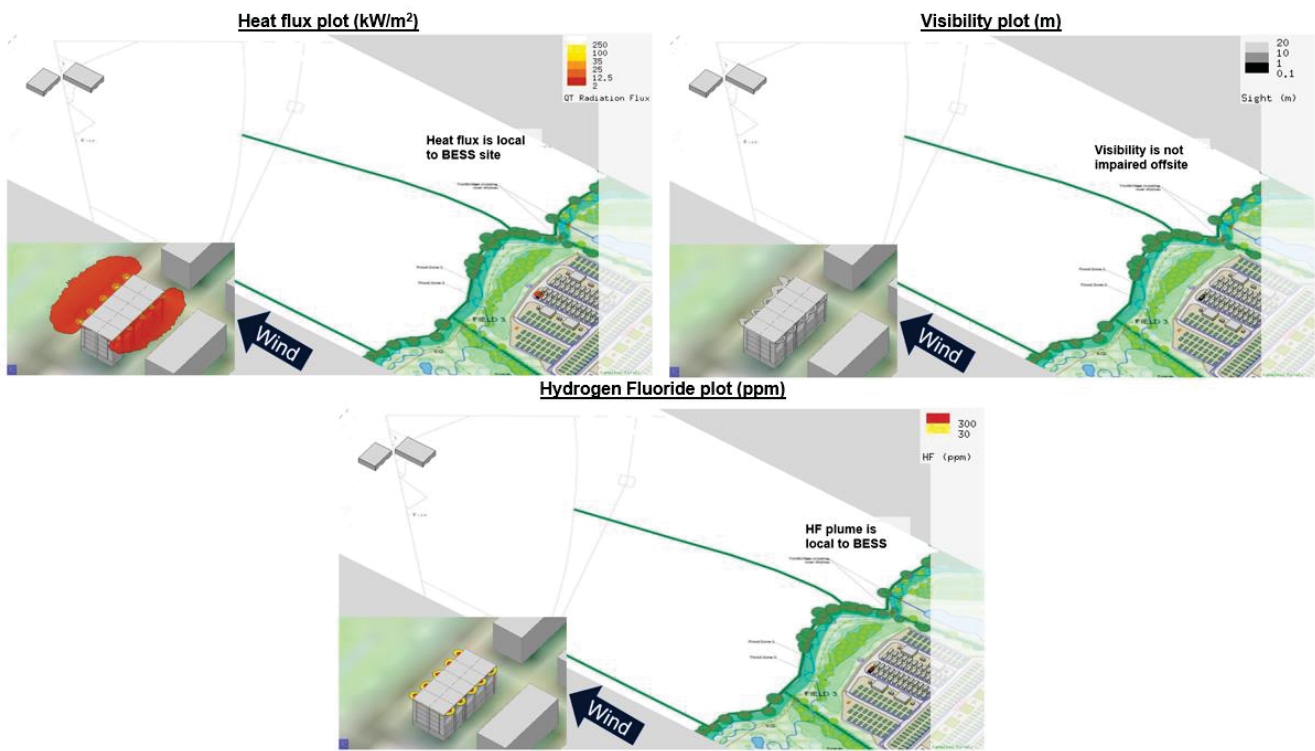 Heat flux plot (kW/m²)
250
100
35
25
12.5
2
QT Radiation Flux
Heat flux is local
to BESS site
FIELD 3
Wind
Visibility plot (m)
20
10
1
0.1
Sight (m)
Visibility is not
impaired offsite
FIELD 3
Wind
Hydrogen Fluoride plot (ppm)
300
30
HF (ppm)
HF plume is
local to BESS
FIELD 3
Wind